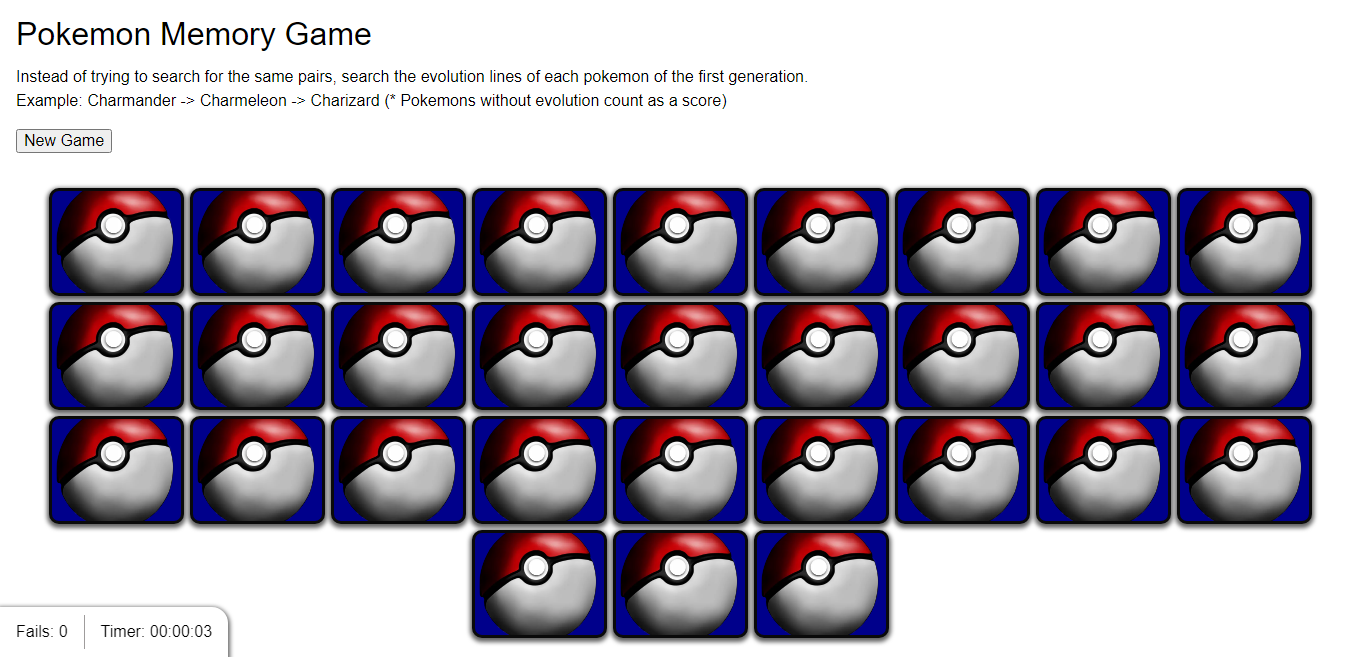 Pokemon Memory Game
Instead of trying to search for the same pairs, search the evolution lines of each pokemon of the first generation.
Example: Charmander -> Charmeleon -> Charizard (* Pokemons without evolution count as a score)
New Game
Fails: 0
Timer: 00:00:03